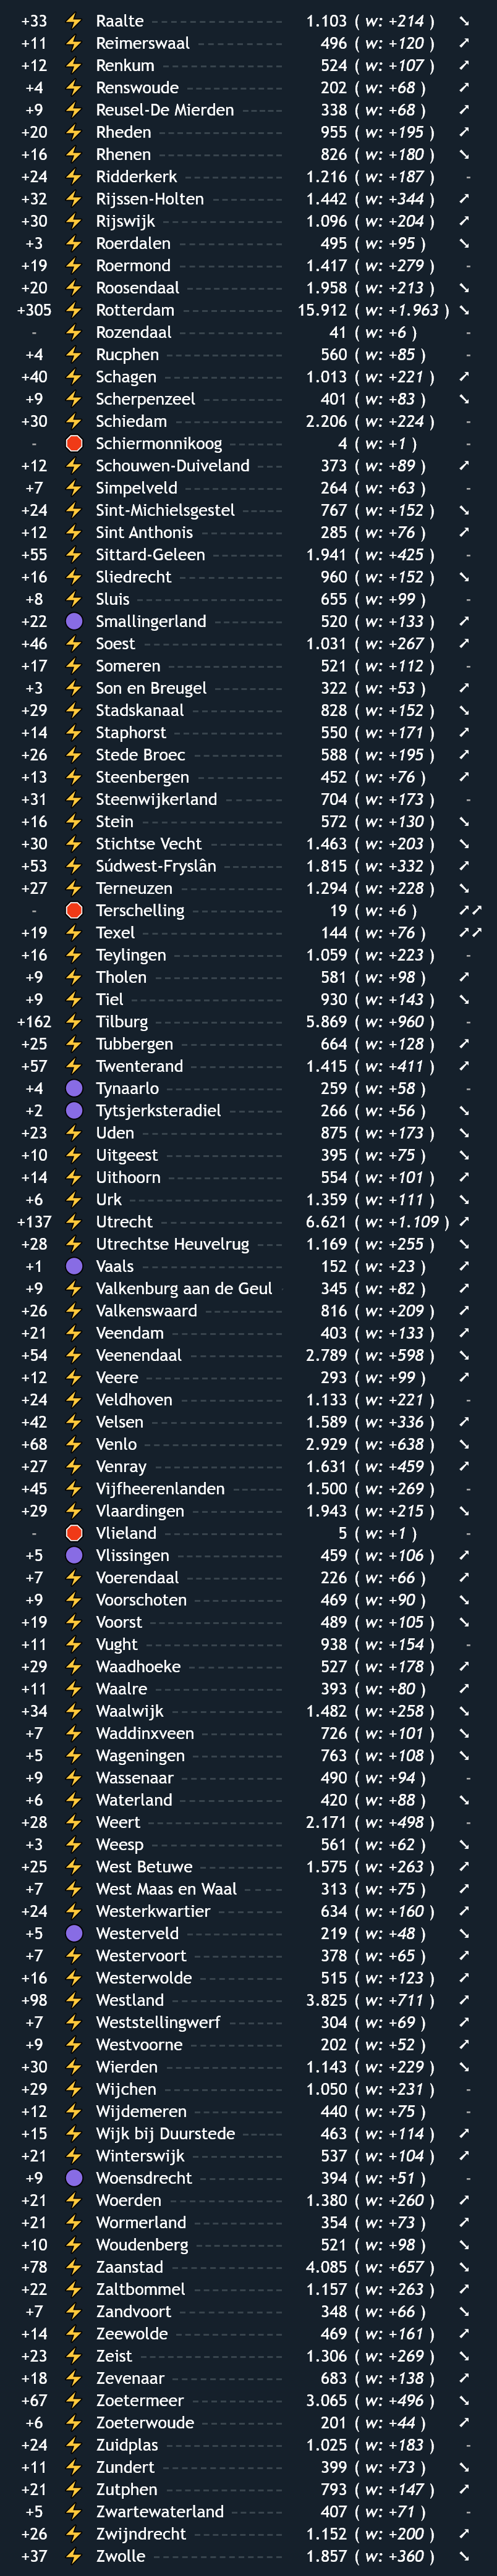 +33 ⚡ Raalte 1.103 ( w: +214 ) ➘
+11 ⚡ Reimerswaal 496 ( w: +120 ) ➚
+12 ⚡ Renkum 524 ( w: +107 ) ➚
+4 ⚡ Renswoude 202 ( w: +68 ) ➚
+9 ⚡ Reusel-De Mierden 338 ( w: +68 ) ➚
+20 ⚡ Rheden 955 ( w: +195 ) ➚
+16 ⚡ Rhenen 826 ( w: +180 ) ➘
+24 ⚡ Ridderkerk 1.216 ( w: +187 ) -
+32 ⚡ Rijssen-Holten 1.442 ( w: +344 ) ➚
+30 ⚡ Rijswijk 1.096 ( w: +204 ) ➚
+3 ⚡ Roerdalen 495 ( w: +95 ) ➘
+19 ⚡ Roermond 1.417 ( w: +279 ) -
+20 ⚡ Roosendaal 1.958 ( w: +213 ) ➘
+305 ⚡ Rotterdam 15.912 ( w: +1.963 ) ➘
- ⚡ Rozendaal 41 ( w: +6 ) -
+4 ⚡ Rucphen 560 ( w: +85 ) -
+40 ⚡ Schagen 1.013 ( w: +221 ) ➚
+9 ⚡ Scherpenzeel 401 ( w: +83 ) ➘
+30 ⚡ Schiedam 2.206 ( w: +224 ) -
- 🛑 Schiermonnikoog 4 ( w: +1 ) -
+12 ⚡ Schouwen-Duiveland 373 ( w: +89 ) ➚
+7 ⚡ Simpelveld 264 ( w: +63 ) -
+24 ⚡ Sint-Michielsgestel 767 ( w: +152 ) ➘
+12 ⚡ Sint Anthonis 285 ( w: +76 ) ➚
+55 ⚡ Sittard-Geleen 1.941 ( w: +425 ) -
+16 ⚡ Sliedrecht 960 ( w: +152 ) ➘
+8 ⚡ Sluis 655 ( w: +99 ) -
+22 🟣 Smallingerland 520 ( w: +133 ) ➚
+46 ⚡ Soest 1.031 ( w: +267 ) ➚
+17 ⚡ Someren 521 ( w: +112 ) -
+3 ⚡ Son en Breugel 322 ( w: +53 ) ➚
+29 ⚡ Stadskanaal 828 ( w: +152 ) ➘
+14 ⚡ Staphorst 550 ( w: +171 ) ➚
+26 ⚡ Stede Broec 588 ( w: +195 ) ➚
+13 ⚡ Steenbergen 452 ( w: +76 ) ➚
+31 ⚡ Steenwijkerland 704 ( w: +173 ) -
+16 ⚡ Stein 572 ( w: +130 ) ➘
+30 ⚡ Stichtse Vecht 1.463 ( w: +203 ) ➘
+53 ⚡ Súdwest-Fryslân 1.815 ( w: +332 ) ➚
+27 ⚡ Terneuzen 1.294 ( w: +228 ) ➘
- 🛑 Terschelling 19 ( w: +6 ) ➚➚
+19 ⚡ Texel 144 ( w: +76 ) ➚➚
+16 ⚡ Teylingen 1.059 ( w: +223 ) -
+9 ⚡ Tholen 581 ( w: +98 ) ➚
+9 ⚡ Tiel 930 ( w: +143 ) ➘
+162 ⚡ Tilburg 5.869 ( w: +960 ) -
+25 ⚡ Tubbergen 664 ( w: +128 ) ➚
+57 ⚡ Twenterand 1.415 ( w: +411 ) ➚
+4 🟣 Tynaarlo 259 ( w: +58 ) -
+2 🟣 Tytsjerksteradiel 266 ( w: +56 ) ➘
+23 ⚡ Uden 875 ( w: +173 ) ➘
+10 ⚡ Uitgeest 395 ( w: +75 ) ➘
+14 ⚡ Uithoorn 554 ( w: +101 ) ➚
+6 ⚡ Urk 1.359 ( w: +111 ) ➘
+137 ⚡ Utrecht 6.621 ( w: +1.109 ) ➚
+28 ⚡ Utrechtse Heuvelrug 1.169 ( w: +255 ) ➘
+1 🟣 Vaals 152 ( w: +23 ) ➚
+9 ⚡ Valkenburg aan de Geul 345 ( w: +82 ) ➚
+26 ⚡ Valkenswaard 816 ( w: +209 ) ➚
+21 ⚡ Veendam 403 ( w: +133 ) ➚
+54 ⚡ Veenendaal 2.789 ( w: +598 ) ➘
+12 ⚡ Veere 293 ( w: +99 ) ➚
+24 ⚡ Veldhoven 1.133 ( w: +221 ) -
+42 ⚡ Velsen 1.589 ( w: +336 ) ➚
+68 ⚡ Venlo 2.929 ( w: +638 ) ➘
+27 ⚡ Venray 1.631 ( w: +459 ) ➚
+45 ⚡ Vijfheerenlanden 1.500 ( w: +269 ) -
+29 ⚡ Vlaardingen 1.943 ( w: +215 ) ➘
- 🛑 Vlieland 5 ( w: +1 ) -
+5 🟣 Vlissingen 459 ( w: +106 ) ➚
+7 ⚡ Voerendaal 226 ( w: +66 ) ➚
+9 ⚡ Voorschoten 469 ( w: +90 ) ➘
+19 ⚡ Voorst 489 ( w: +105 ) ➘
+11 ⚡ Vught 938 ( w: +154 ) -
+29 ⚡ Waadhoeke 527 ( w: +178 ) ➚
+11 ⚡ Waalre 393 ( w: +80 ) ➚
+34 ⚡ Waalwijk 1.482 ( w: +258 ) ➘
+7 ⚡ Waddinxveen 726 ( w: +101 ) ➘
+5 ⚡ Wageningen 763 ( w: +108 ) ➘
+9 ⚡ Wassenaar 490 ( w: +94 ) -
+6 ⚡ Waterland 420 ( w: +88 ) ➘
+28 ⚡ Weert 2.171 ( w: +498 ) -
+3 ⚡ Weesp 561 ( w: +62 ) ➘
+25 ⚡ West Betuwe 1.575 ( w: +263 ) ➚
+7 ⚡ West Maas en Waal 313 ( w: +75 ) ➚
+24 ⚡ Westerkwartier 634 ( w: +160 ) ➚
+5 🟣 Westerveld 219 ( w: +48 ) ➘
+7 ⚡ Westervoort 378 ( w: +65 ) ➚
+16 ⚡ Westerwolde 515 ( w: +123 ) ➚
+98 ⚡ Westland 3.825 ( w: +711 ) ➚
+7 ⚡ Weststellingwerf 304 ( w: +69 ) ➚
+9 ⚡ Westvoorne 202 ( w: +52 ) ➚
+30 ⚡ Wierden 1.143 ( w: +229 ) ➘
+29 ⚡ Wijchen 1.050 ( w: +231 ) -
+12 ⚡ Wijdemeren 440 ( w: +75 ) -
+15 ⚡ Wijk bij Duurstede 463 ( w: +114 ) ➚
+21 ⚡ Winterswijk 537 ( w: +104 ) ➚
+9 🟣 Woensdrecht 394 ( w: +51 ) -
+21 ⚡ Woerden 1.380 ( w: +260 ) ➚
+21 ⚡ Wormerland 354 ( w: +73 ) ➚
+10 ⚡ Woudenberg 521 ( w: +98 ) ➘
+78 ⚡ Zaanstad 4.085 ( w: +657 ) ➘
+22 ⚡ Zaltbommel 1.157 ( w: +263 ) ➚
+7 ⚡ Zandvoort 348 ( w: +66 ) ➘
+14 ⚡ Zeewolde 469 ( w: +161 ) ➚
+23 ⚡ Zeist 1.306 ( w: +269 ) ➘
+18 ⚡ Zevenaar 683 ( w: +138 ) ➚
+67 ⚡ Zoetermeer 3.065 ( w: +496 ) ➘
+6 ⚡ Zoeterwoude 201 ( w: +44 ) ➚
+24 ⚡ Zuidplas 1.025 ( w: +183 ) -
+11 ⚡ Zundert 399 ( w: +73 ) ➘
+21 ⚡ Zutphen 793 ( w: +147 ) ➚
+5 ⚡ Zwartewaterland 407 ( w: +71 ) -
+26 ⚡ Zwijndrecht 1.152 ( w: +200 ) ➚
+37 ⚡ Zwolle 1.857 ( w: +360 ) ➘